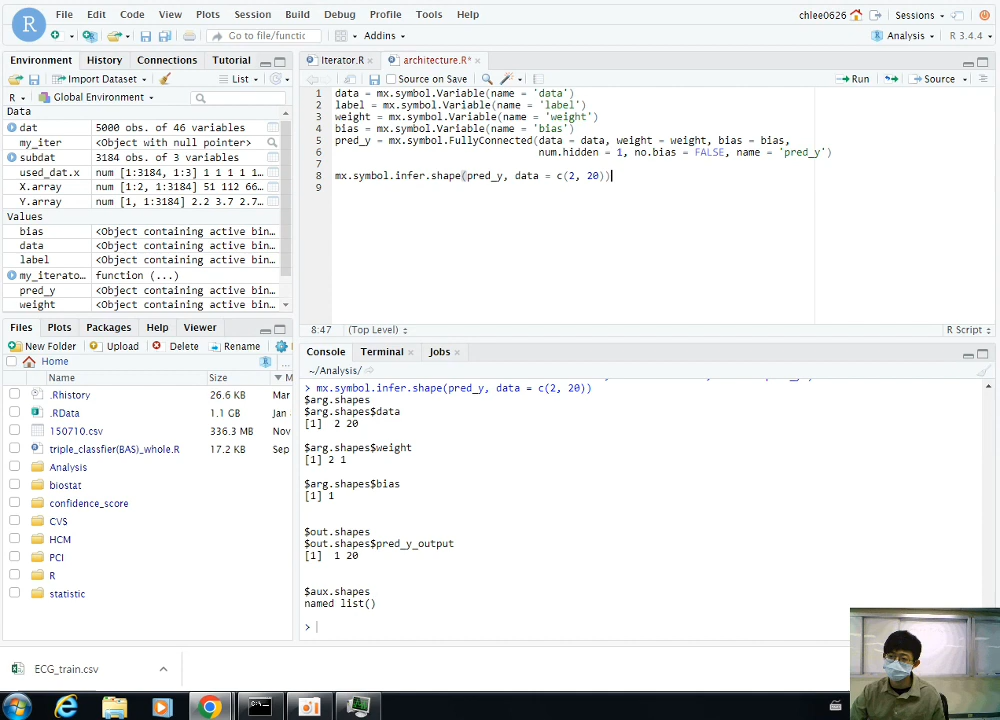 File Edit Code View Plots Session Build Debug Profile Tools Help
chlee0626 Sessions
Go to file/functic Addins
Analysis R 3.4.4
Environment History Connections Tutorial
Import Dataset List
R Global Environment
Data
dat 5000 obs. of 46 variables
my_iter <Object with null pointer>
subdat 3184 obs. of 3 variables
used_dat.x num [1:3184, 1:3] 1 1 1 1…
X.array num [1:2, 1:3184] 51 112 66…
Y.array num [1, 1:3184] 2.2 3.7 2.7…
Values
bias <Object containing active bin…
data <Object containing active bin…
label <Object containing active bin…
my_iterato… function (...)
pred_y <Object containing active bin…
weight <Object containing active bin…
Files Plots Packages Help Viewer
New Folder Upload Delete Rename
Home
Name Size M
.Rhistory 26.6 KB Mar
.RData 1.1 GB Jan
150710.csv 336.3 MB Nov
triple_classfier(BAS)_whole.R 17.2 KB Sep
Analysis
biostat
confidence_score
CVS
HCM
PCI
R
statistic
Iterator.R architecture.R*
Source on Save Run Source
1 data = mx.symbol.Variable(name = 'data')
2 label = mx.symbol.Variable(name = 'label')
3 weight = mx.symbol.Variable(name = 'weight')
4 bias = mx.symbol.Variable(name = 'bias')
5 pred_y = mx.symbol.FullyConnected(data = data, weight = weight, bias = bias,
6 num.hidden = 1, no.bias = FALSE, name = 'pred_y')
7
8 mx.symbol.infer.shape(pred_y, data = c(2, 20))
9
8:47 (Top Level) R Script
Console Terminal Jobs
~/Analysis/
> mx.symbol.infer.shape(pred_y, data = c(2, 20))
$arg.shapes
$arg.shapes$data
[1]  2 20
$arg.shapes$weight
[1] 2 1
$arg.shapes$bias
[1] 1
$out.shapes
$out.shapes$pred_y_output
[1]  1 20
$aux.shapes
named list()
>
ECG_train.csv